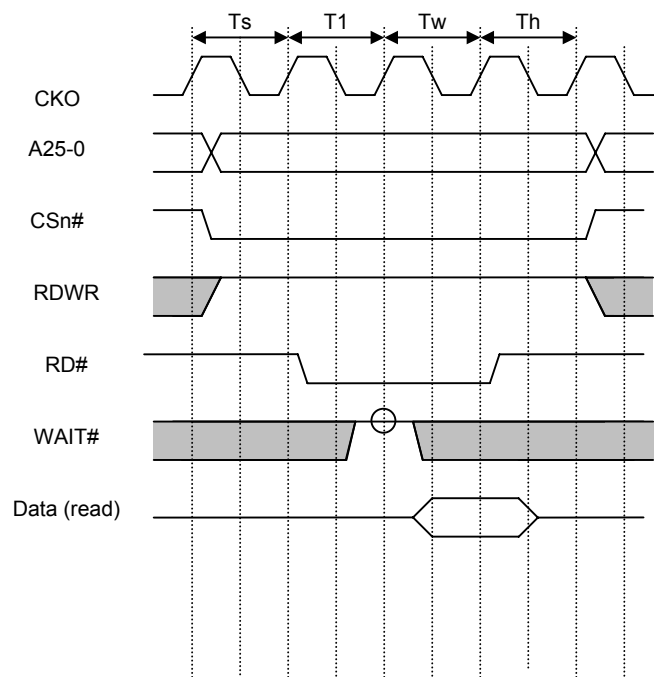 Ts T1 Tw Th
CKO
A25-0
CSn#
RDWR
RD#
WAIT#
Data (read)